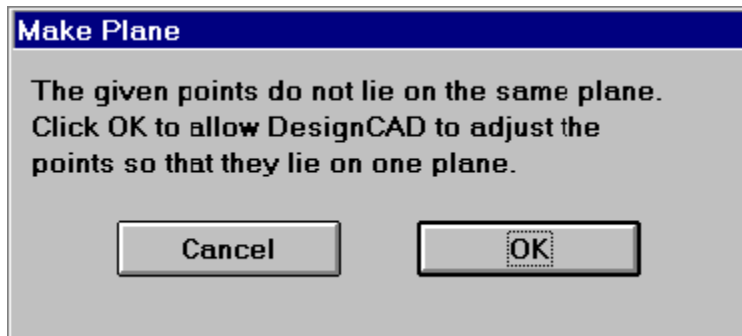 Make Plane
The given points do not lie on the same plane.
Click OK to allow DesignCAD to adjust the
points so that they lie on one plane.
Cancel
OK